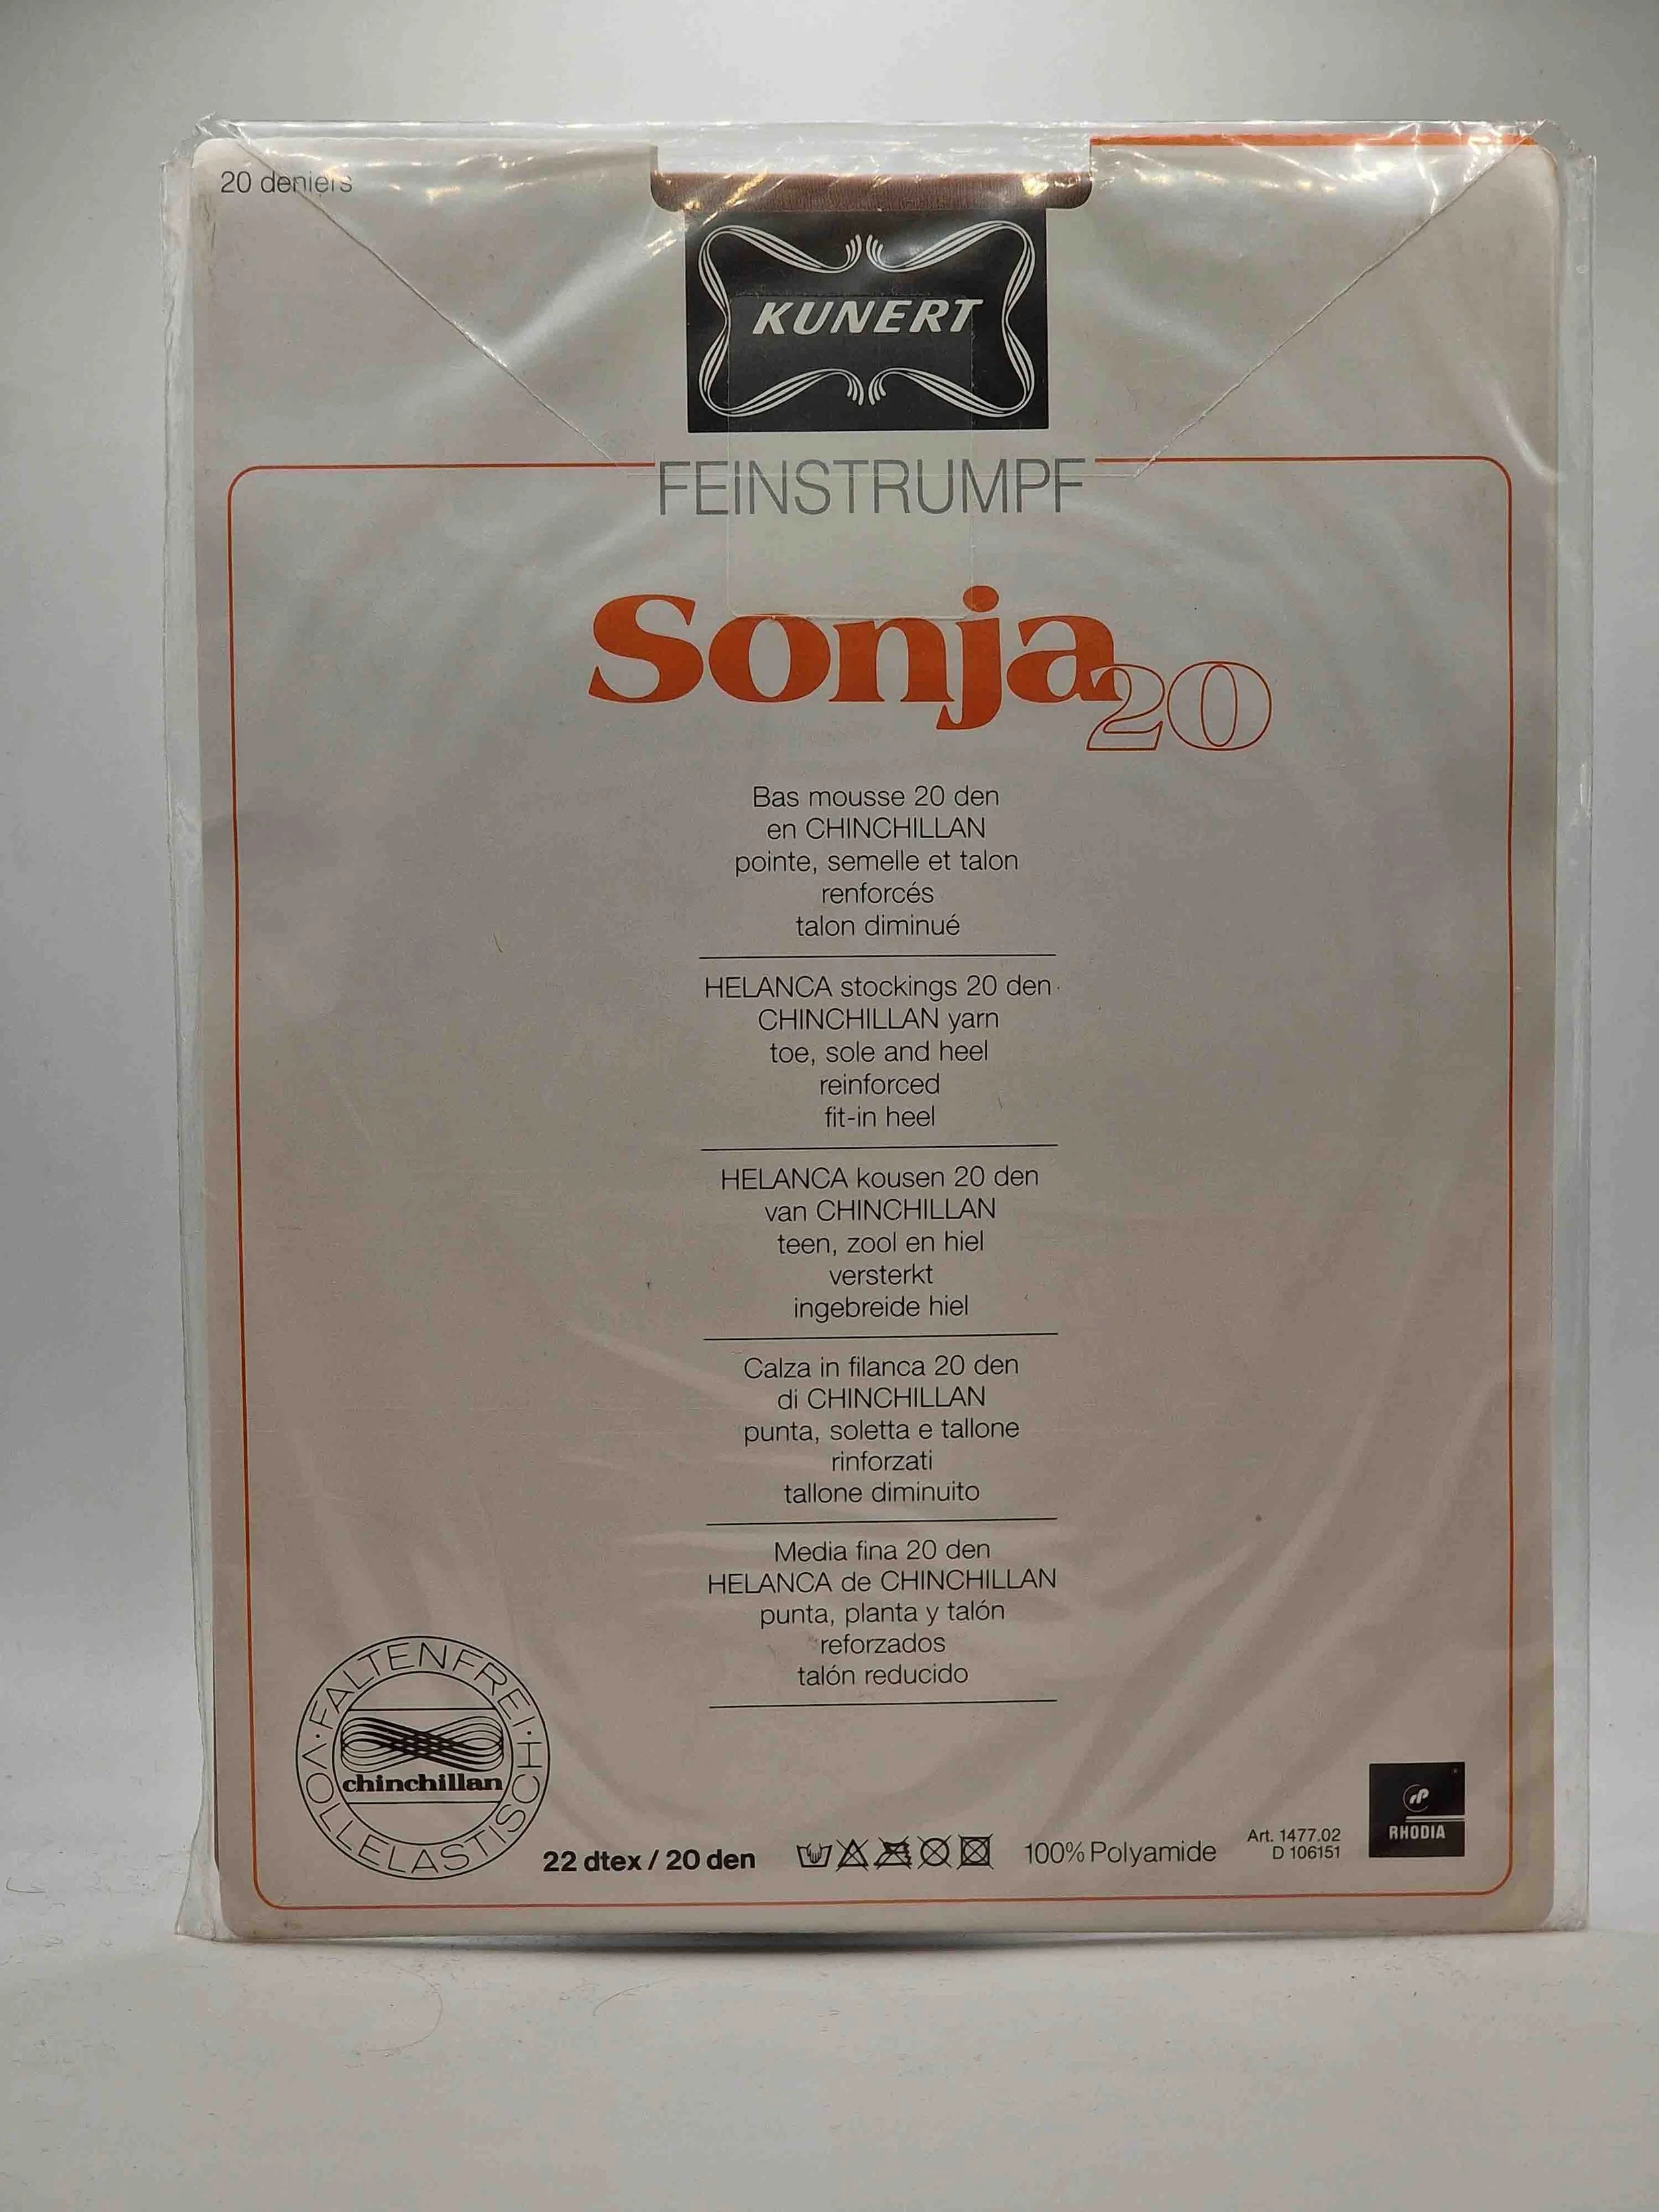 20 deniers
KUNERT
FEINSTRUMPF
Sonja 20
Bas mousse 20 den
en CHINCHILLAN
pointe, semelle et talon
renforcés
talon diminué
HELANCA stockings 20 den
CHINCHILLAN yarn
toe, sole and heel
reinforced
fit-in heel
HELANCA kousen 20 den
van CHINCHILLAN
teen, zool en hiel
versterkt
ingebreide hiel
Calza in filanca 20 den
di CHINCHILLAN
punta, soletta e tallone
rinforzati
tallone diminuito
Media fina 20 den
HELANCA de CHINCHILLAN
punta, planta y talón
reforzados
talón reducido
·FALTENFREI·
chinchillan
VOLLELASTISCH
22 dtex / 20 den
100% Polyamide
Art. 1477.02
D 106151
RHODIA